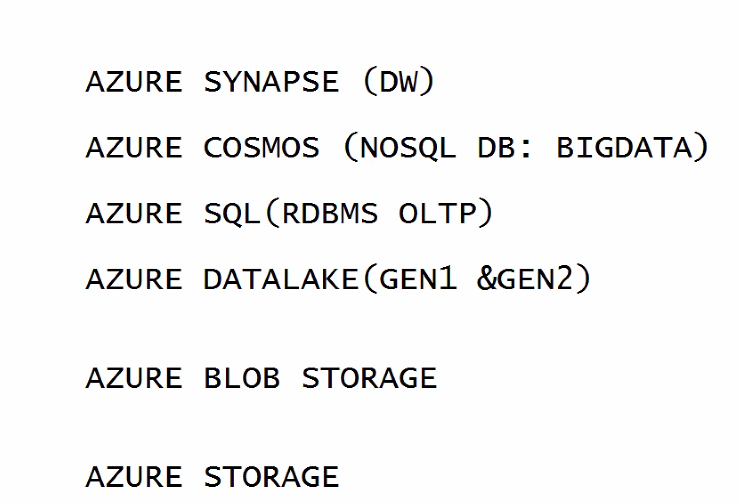 AZURE SYNAPSE (DW)
AZURE COSMOS (NOSQL DB: BIGDATA)
AZURE SQL(RDBMS OLTP)
AZURE DATALAKE(GEN1 &GEN2)
AZURE BLOB STORAGE
AZURE STORAGE